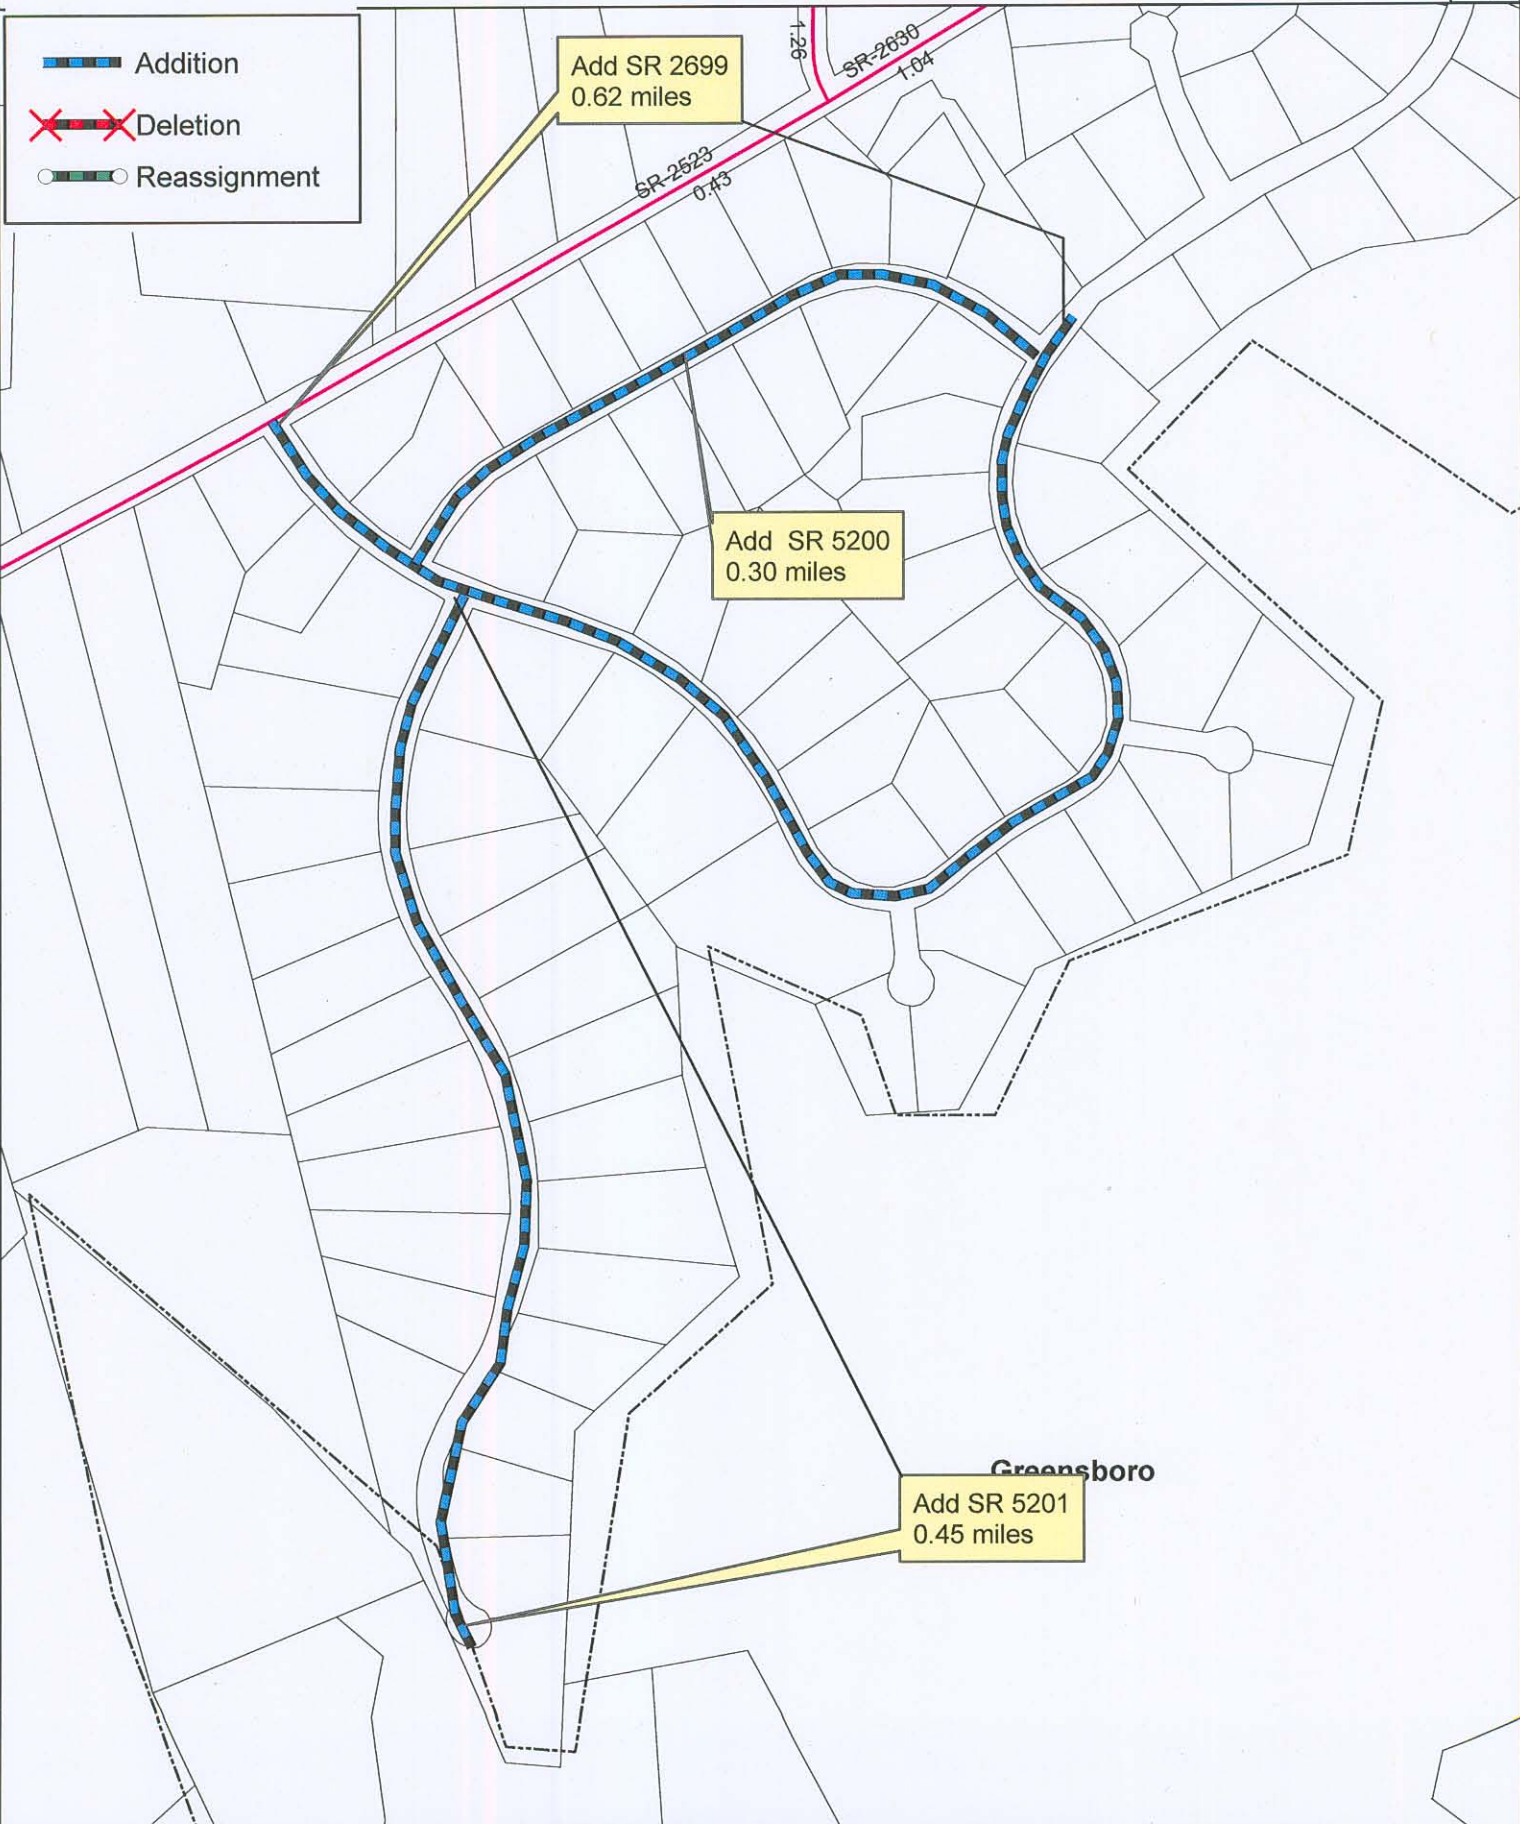 Addition
Deletion
Reassignment
Add SR 2699
0.62 miles
1.26
SR-2630
1.04
SR-2523
0.43
Add SR 5200
0.30 miles
Greensboro
Add SR 5201
0.45 miles